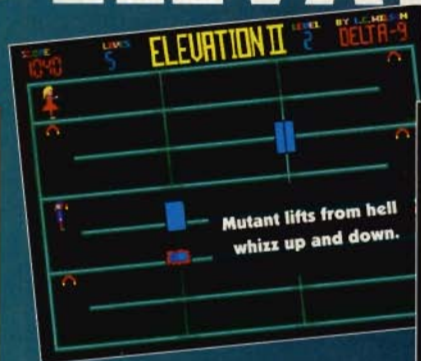 SCORE
1040
LIVES
5
ELEVATION II
LEVEL
2
BY L.C.WILSON
DELTA-9
Mutant lifts from hell
whizz up and down.